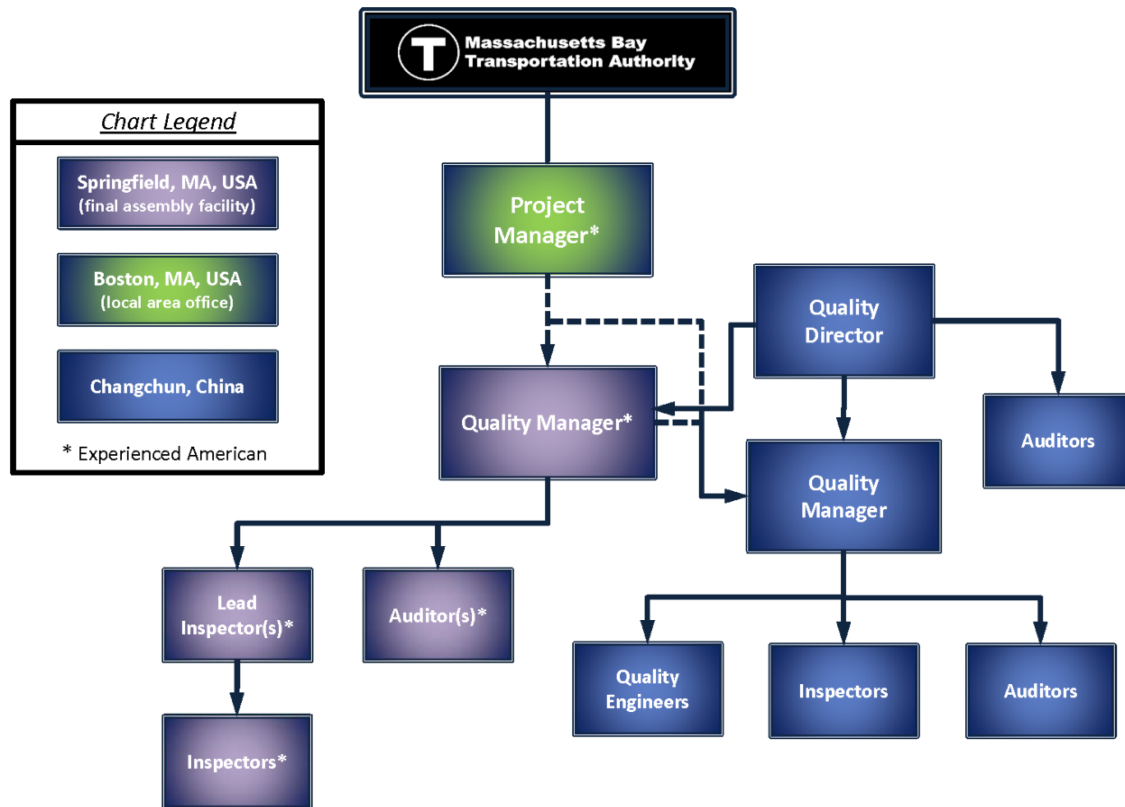 T
Massachusetts Bay
Transportation Authority
Chart Legend
Springfield, MA, USA
(final assembly facility)
Boston, MA, USA
(local area office)
Changchun, China
* Experienced American
Project
Manager*
Quality
Director
Quality Manager*
Auditors
Quality
Manager
Lead
Inspector(s)*
Auditor(s)*
Quality
Engineers
Inspectors
Auditors
Inspectors*